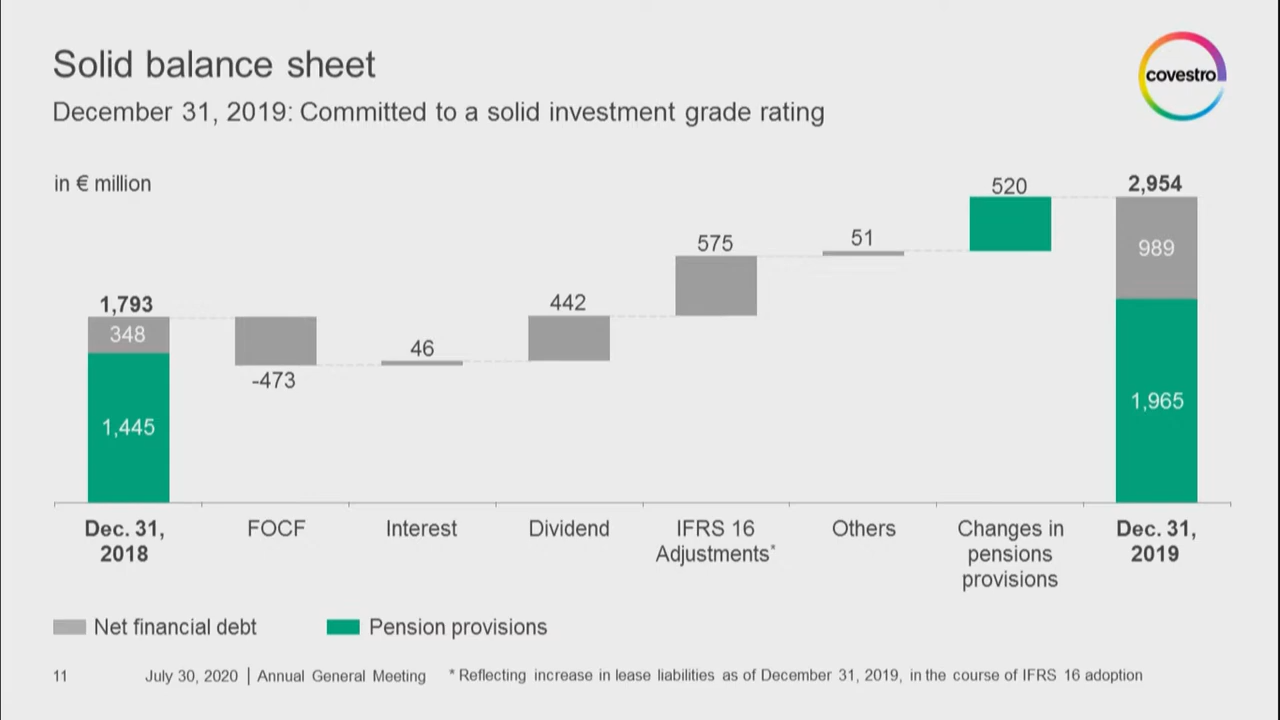 Solid balance sheet
covestro
December 31, 2019: Committed to a solid investment grade rating
in € million
1,793
348
1,445
-473
46
442
575
51
520
2,954
989
1,965
Dec. 31,
2018
FOCF
Interest
Dividend
IFRS 16
Adjustments*
Others
Changes in
pensions
provisions
Dec. 31,
2019
Net financial debt
Pension provisions
11
July 30, 2020 | Annual General Meeting
* Reflecting increase in lease liabilities as of December 31, 2019, in the course of IFRS 16 adoption